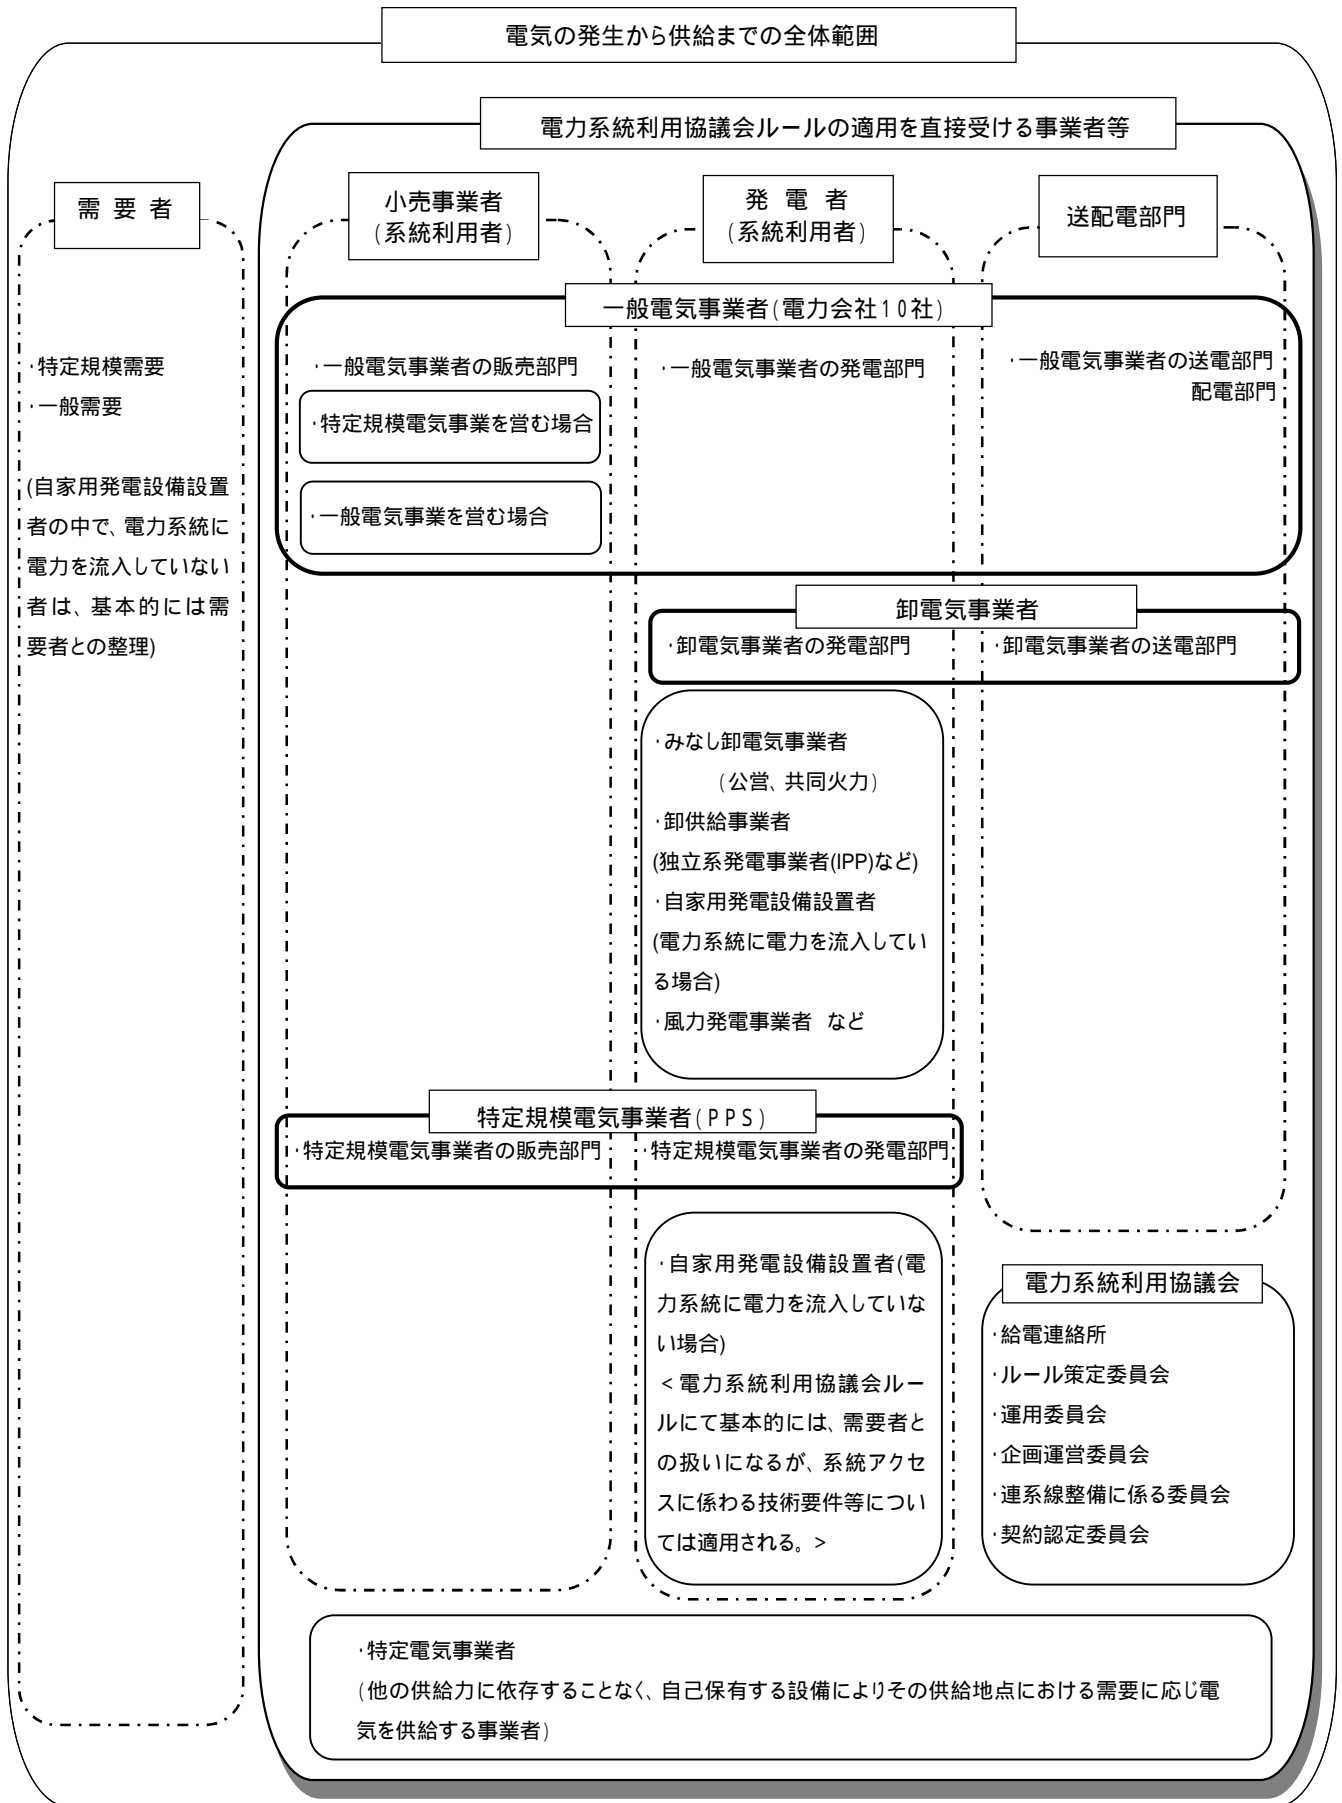 電気の発生から供給までの全体範囲
電力系統利用協議会ルールの適用を直接受ける事業者等
需 要 者
小売事業者
(系統利用者)
発 電 者
(系統利用者)
送配電部門
一般電気事業者(電力会社10社)
・特定規模需要
・一般需要
(自家用発電設備設置
者の中で、電力系統に
電力を流入していない
者は、基本的には需
要者との整理)
・一般電気事業者の販売部門
・特定規模電気事業を営む場合
・一般電気事業を営む場合
・一般電気事業者の発電部門
・一般電気事業者の送電部門
配電部門
卸電気事業者
・卸電気事業者の発電部門
・卸電気事業者の送電部門
・みなし卸電気事業者
(公営、共同火力)
・卸供給事業者
(独立系発電事業者(IPP)など)
・自家用発電設備設置者
(電力系統に電力を流入してい
る場合)
・風力発電事業者 など
特定規模電気事業者(PPS)
・特定規模電気事業者の販売部門
・特定規模電気事業者の発電部門
・自家用発電設備設置者(電
力系統に電力を流入していな
い場合)
<電力系統利用協議会ルー
ルにて基本的には、需要者と
の扱いになるが、系統アクセ
スに係わる技術要件等につい
ては適用される。>
電力系統利用協議会
・給電連絡所
・ルール策定委員会
・運用委員会
・企画運営委員会
・連系線整備に係る委員会
・契約認定委員会
・特定電気事業者
(他の供給力に依存することなく、自己保有する設備によりその供給地点における需要に応じ電
気を供給する事業者)